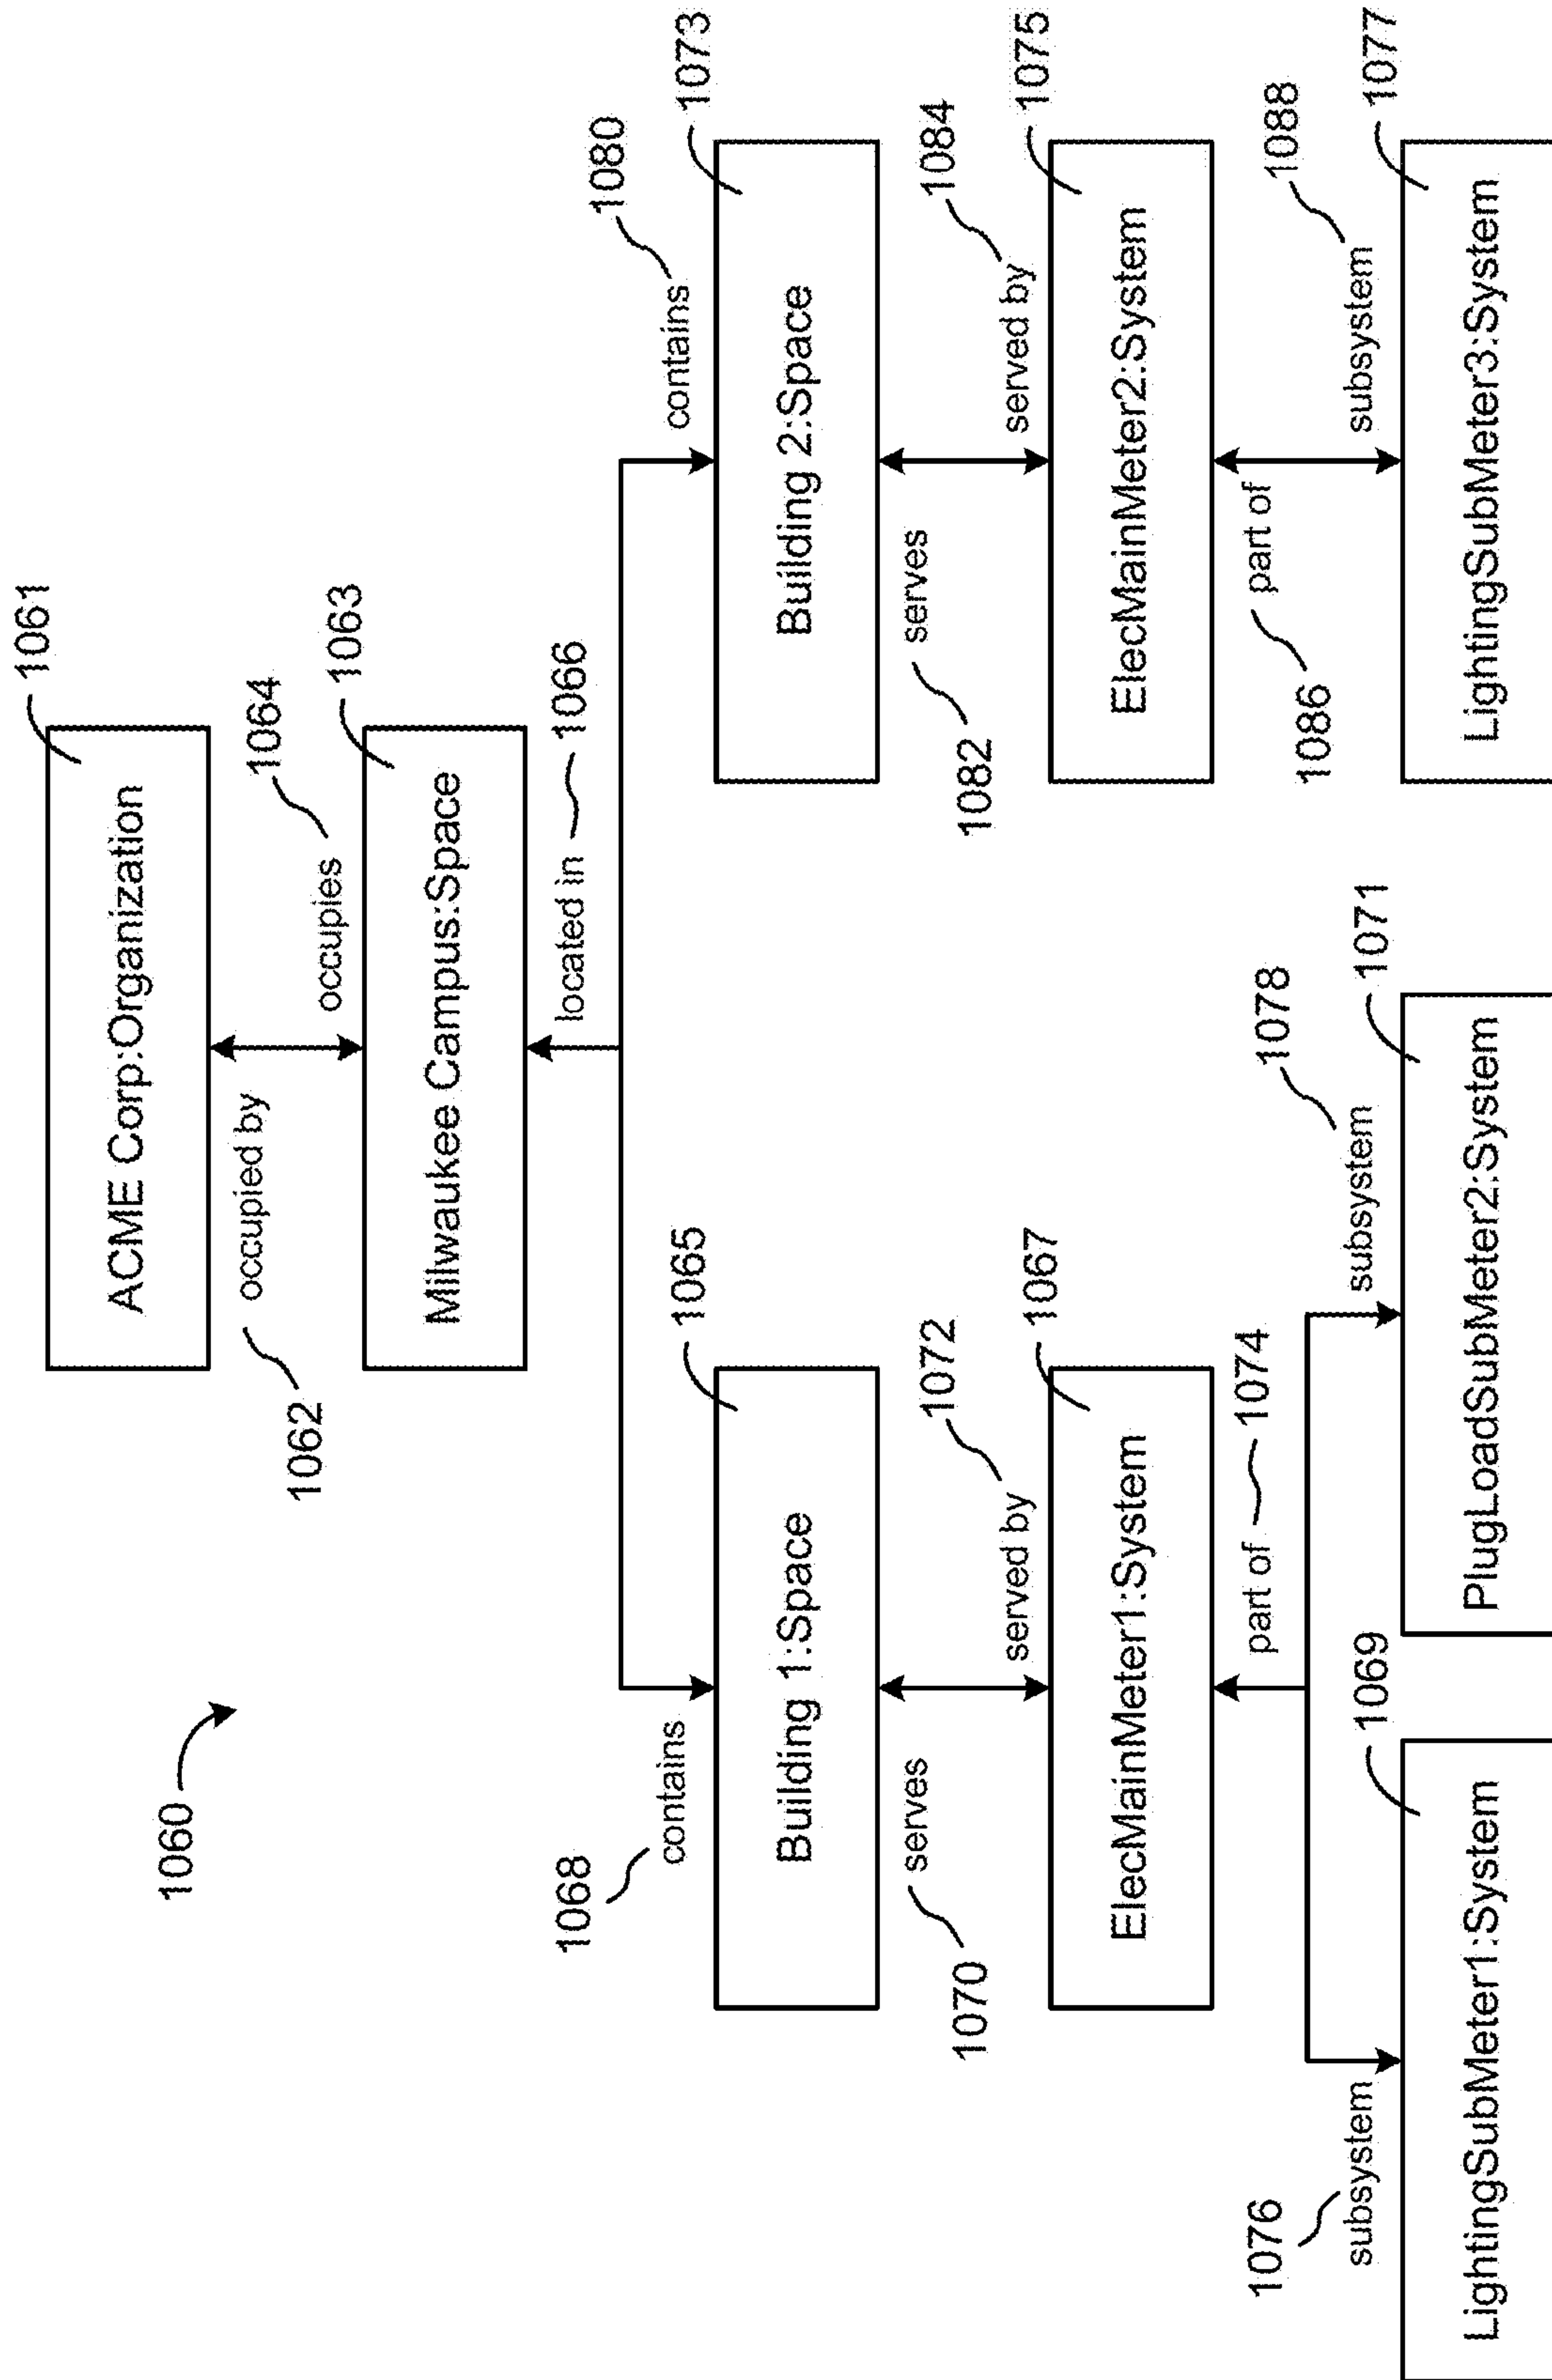 1060
ACME Corp:Organization
1061
occupied by
1062
occupies
1064
Milwaukee Campus:Space
1063
located in
1066
1068
contains
contains
1080
Building 1:Space
1065
Building 2:Space
1073
serves
1070
served by
1072
serves
1082
served by
1084
ElecMainMeter1:System
1067
ElecMainMeter2:System
1075
part of
1074
part of
1086
1076
subsystem
subsystem
1078
subsystem
1088
LightingSubMeter1:System
1069
PlugLoadSubMeter2:System
1071
LightingSubMeter3:System
1077